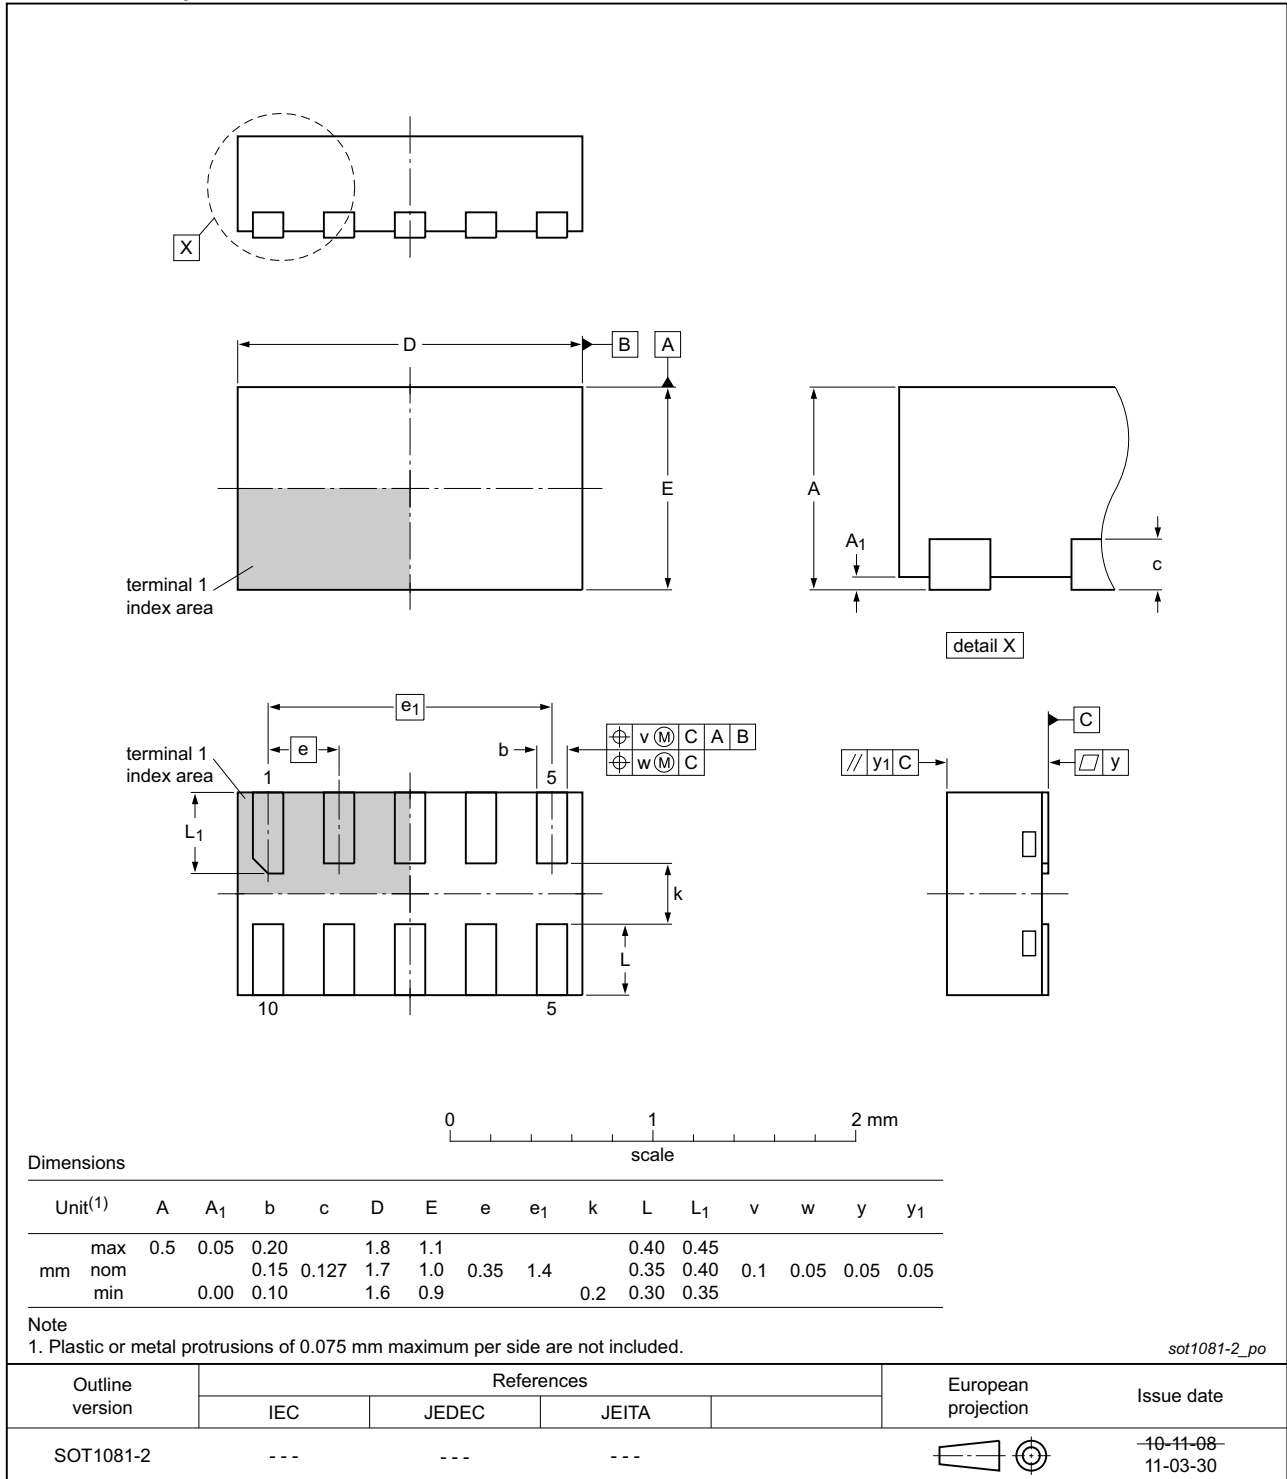 X
D
B
A
E
terminal 1
index area
A
A1
c
detail X
e1
e
b
v M C A B
w M C
terminal 1
index area
1
5
L1
k
L
10
5
C
// y1 C
y
0 1 2 mm
scale
Dimensions
Unit(1) A A1 b c D E e e1 k L L1 v w y y1
max 0.5 0.05 0.20 1.8 1.1 0.40 0.45
mm nom 0.15 0.127 1.7 1.0 0.35 1.4 0.35 0.40 0.1 0.05 0.05 0.05
min 0.00 0.10 1.6 0.9 0.2 0.30 0.35
Note
1. Plastic or metal protrusions of 0.075 mm maximum per side are not included.
sot1081-2_po
Outline
version
References
IEC JEDEC JEITA
European
projection
Issue date
SOT1081-2 - - - - - - - - -
10-11-08
11-03-30